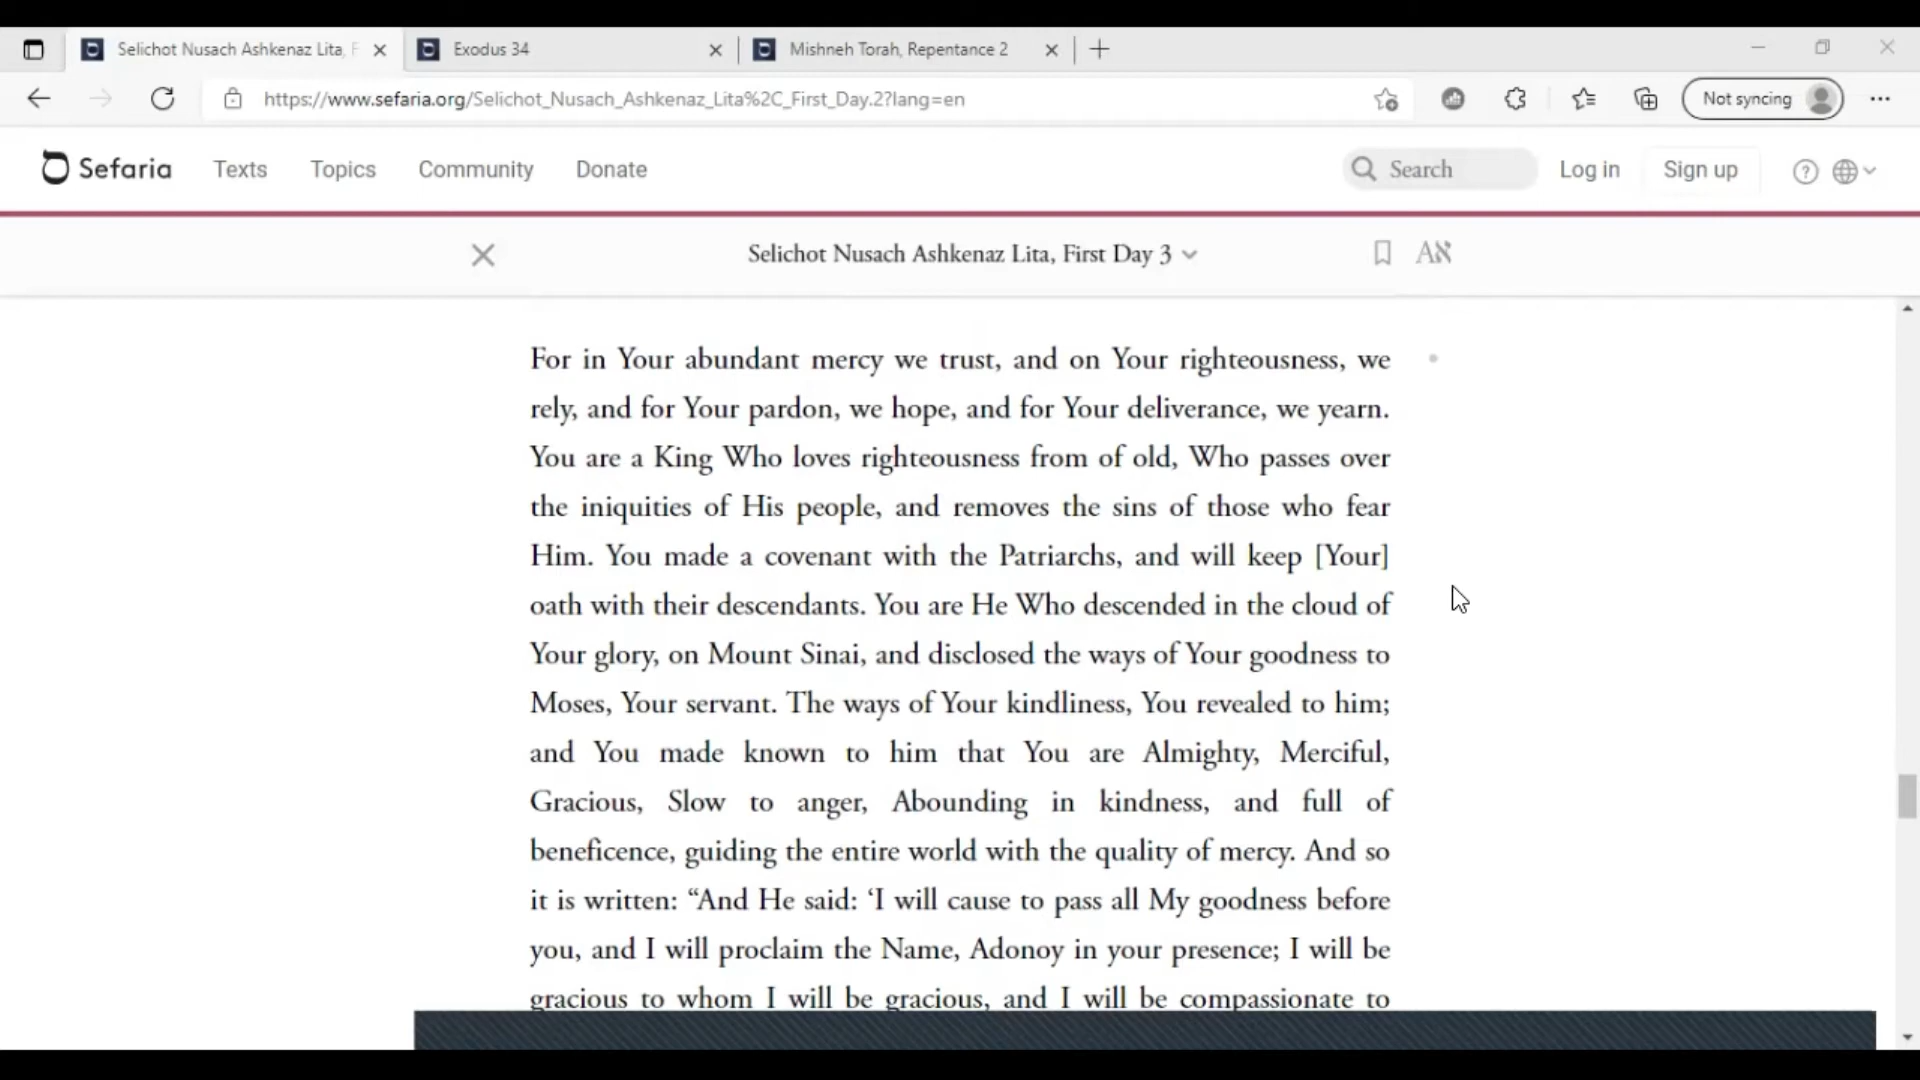 Selichot Nusach Ashkenaz Lita, F
Exodus 34
Mishneh Torah, Repentance 2
https://www.sefaria.org/Selichot_Nusach_Ashkenaz_Lita%2C_First_Day.2?lang=en
Not syncing
Sefaria Texts Topics Community Donate Search Log in Sign up
Selichot Nusach Ashkenaz Lita, First Day 3
Aא
For in Your abundant mercy we trust, and on Your righteousness, we
rely, and for Your pardon, we hope, and for Your deliverance, we yearn.
You are a King Who loves righteousness from of old, Who passes over
the iniquities of His people, and removes the sins of those who fear
Him. You made a covenant with the Patriarchs, and will keep [Your]
oath with their descendants. You are He Who descended in the cloud of
Your glory, on Mount Sinai, and disclosed the ways of Your goodness to
Moses, Your servant. The ways of Your kindliness, You revealed to him;
and You made known to him that You are Almighty, Merciful,
Gracious, Slow to anger, Abounding in kindness, and full of
beneficence, guiding the entire world with the quality of mercy. And so
it is written: “And He said: ‘I will cause to pass all My goodness before
you, and I will proclaim the Name, Adonoy in your presence; I will be
gracious to whom I will be gracious, and I will be compassionate to